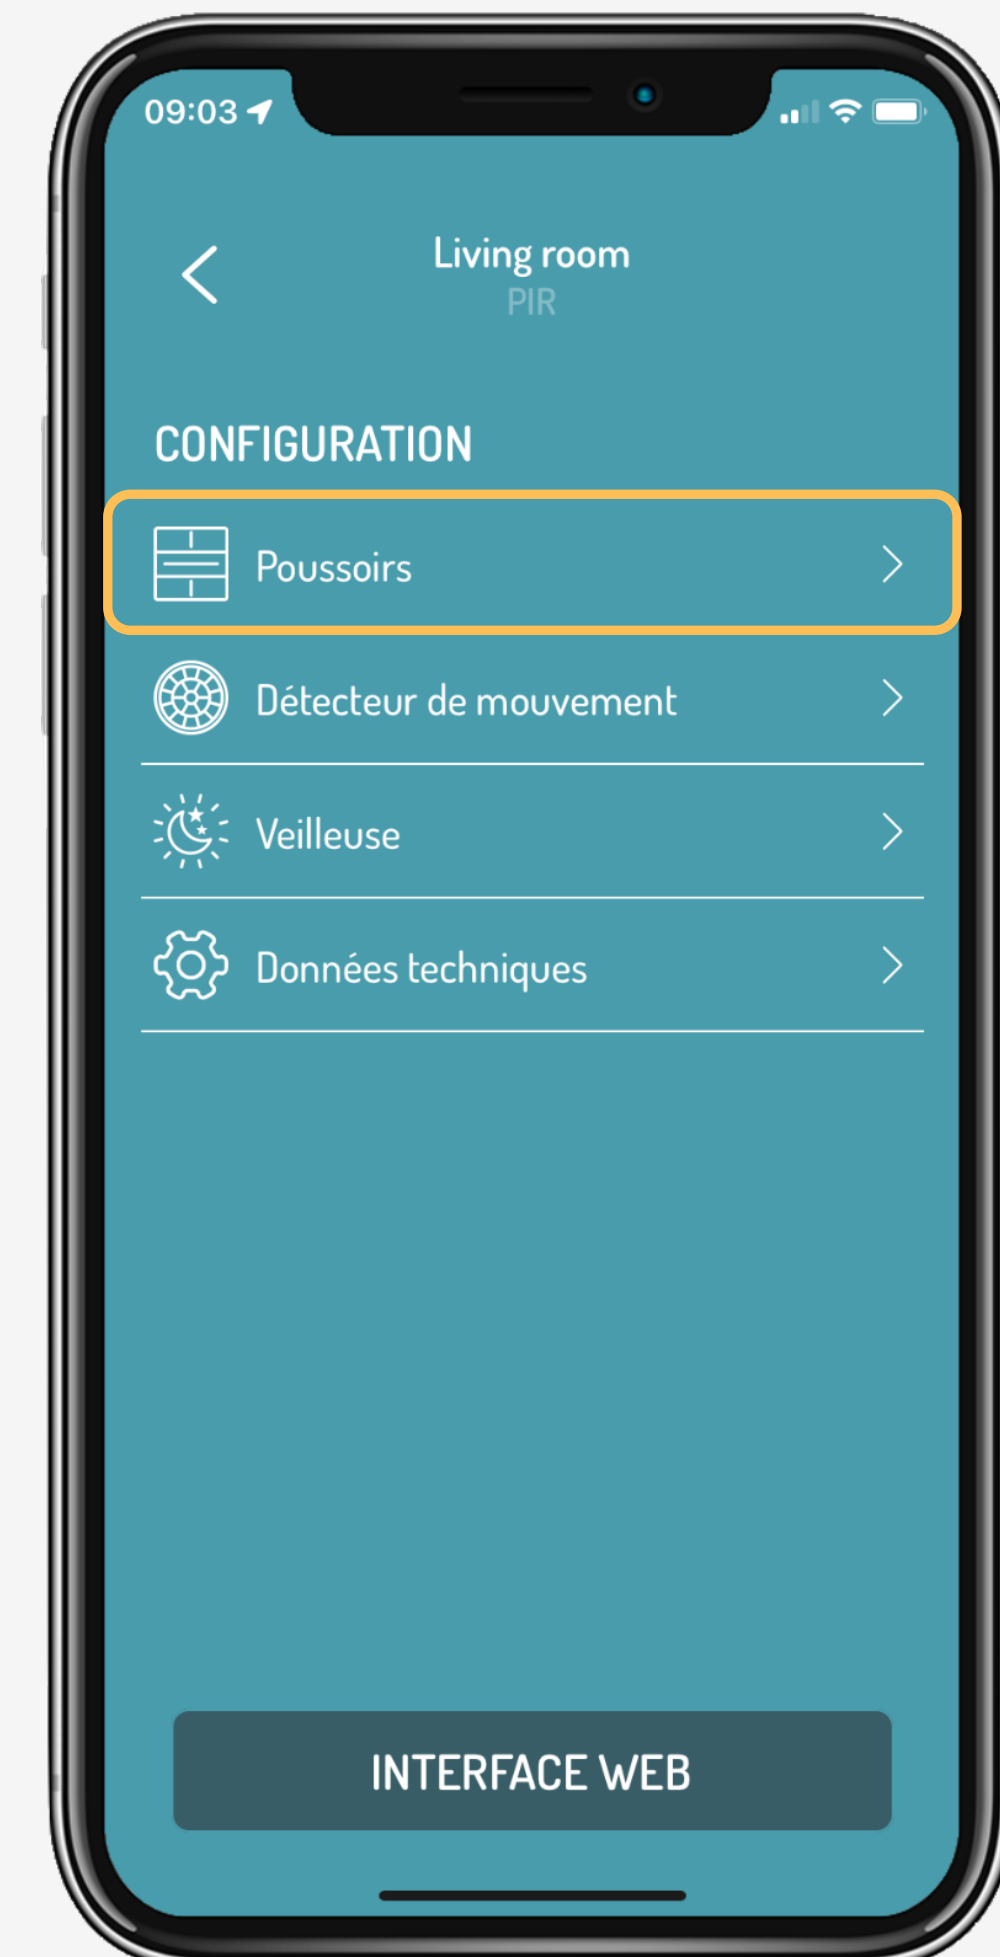 09:03
Living room
PIR
CONFIGURATION
Poussoirs
Détecteur de mouvement
Veilleuse
Données techniques
INTERFACE WEB